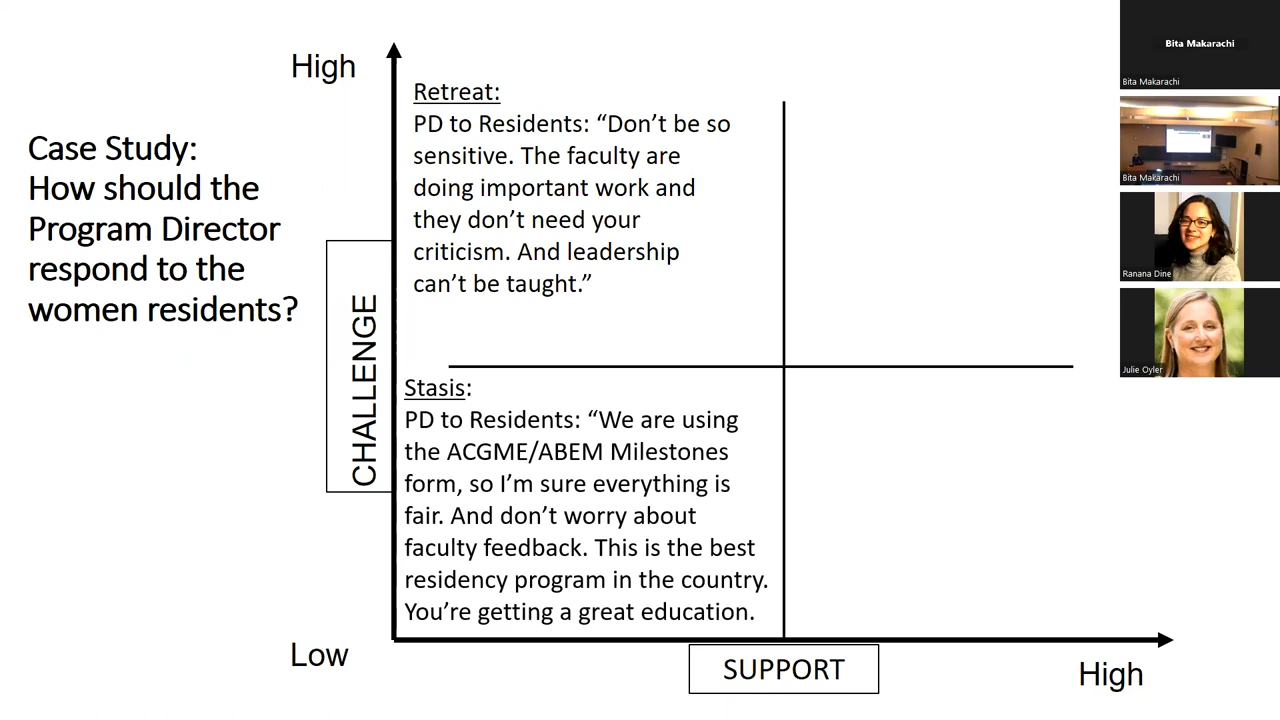 Case Study:
How should the
Program Director
respond to the
women residents?
High
CHALLENGE
Low
Retreat:
PD to Residents: “Don’t be so
sensitive. The faculty are
doing important work and
they don’t need your
criticism. And leadership
can’t be taught.”
Stasis:
PD to Residents: “We are using
the ACGME/ABEM Milestones
form, so I’m sure everything is
fair. And don’t worry about
faculty feedback. This is the best
residency program in the country.
You’re getting a great education.
SUPPORT
High
Bita Makarachi
Bita Makarachi
Bita Makarachi
Ranana Dine
Julie Oyler